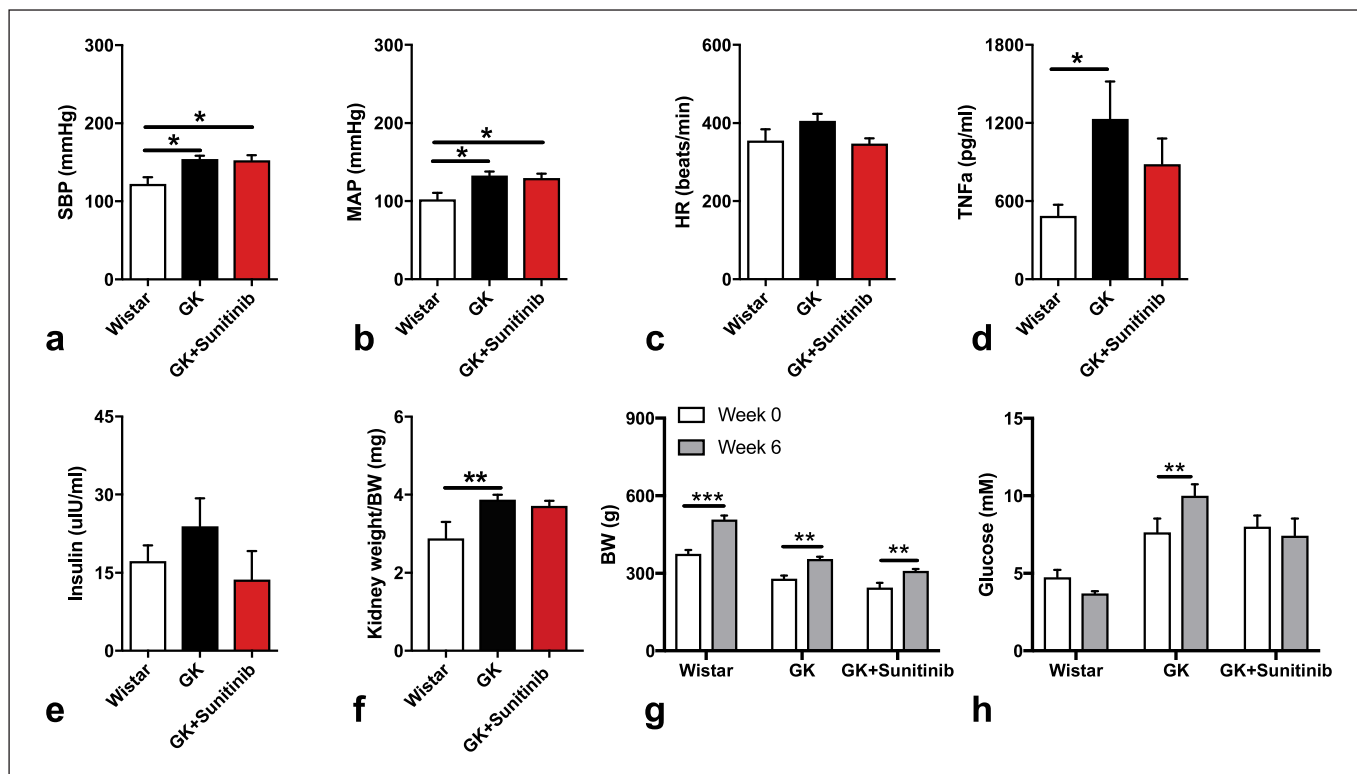 300
200
100
0
SBP (mmHg)
*
*
Wistar
GK
GK+Sunitinib
a
300
200
100
0
MAP (mmHg)
*
*
Wistar
GK
GK+Sunitinib
b
600
400
200
0
HR (beats/min)
Wistar
GK
GK+Sunitinib
c
1800
1200
600
0
TNFa (pg/ml)
*
Wistar
GK
GK+Sunitinib
d
45
30
15
0
Insulin (uIU/ml)
Wistar
GK
GK+Sunitinib
e
6
4
2
0
Kidney weight/BW (mg)
**
Wistar
GK
GK+Sunitinib
f
Week 0
Week 6
900
600
300
0
BW (g)
***
**
**
Wistar
GK
GK+Sunitinib
g
15
10
5
0
Glucose (mM)
**
Wistar
GK
GK+Sunitinib
h